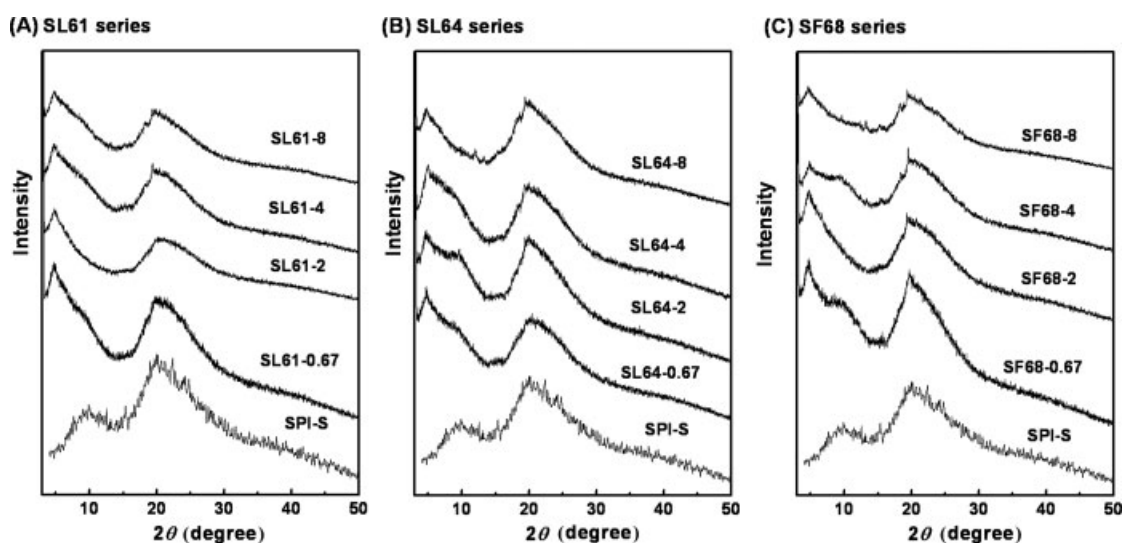 (A) SL61 series
Intensity
SL61-8
SL61-4
SL61-2
SL61-0.67
SPI-S
10 20 30 40 50
2θ (degree)
(B) SL64 series
Intensity
SL64-8
SL64-4
SL64-2
SL64-0.67
SPI-S
10 20 30 40 50
2θ (degree)
(C) SF68 series
Intensity
SF68-8
SF68-4
SF68-2
SF68-0.67
SPI-S
10 20 30 40 50
2θ (degree)